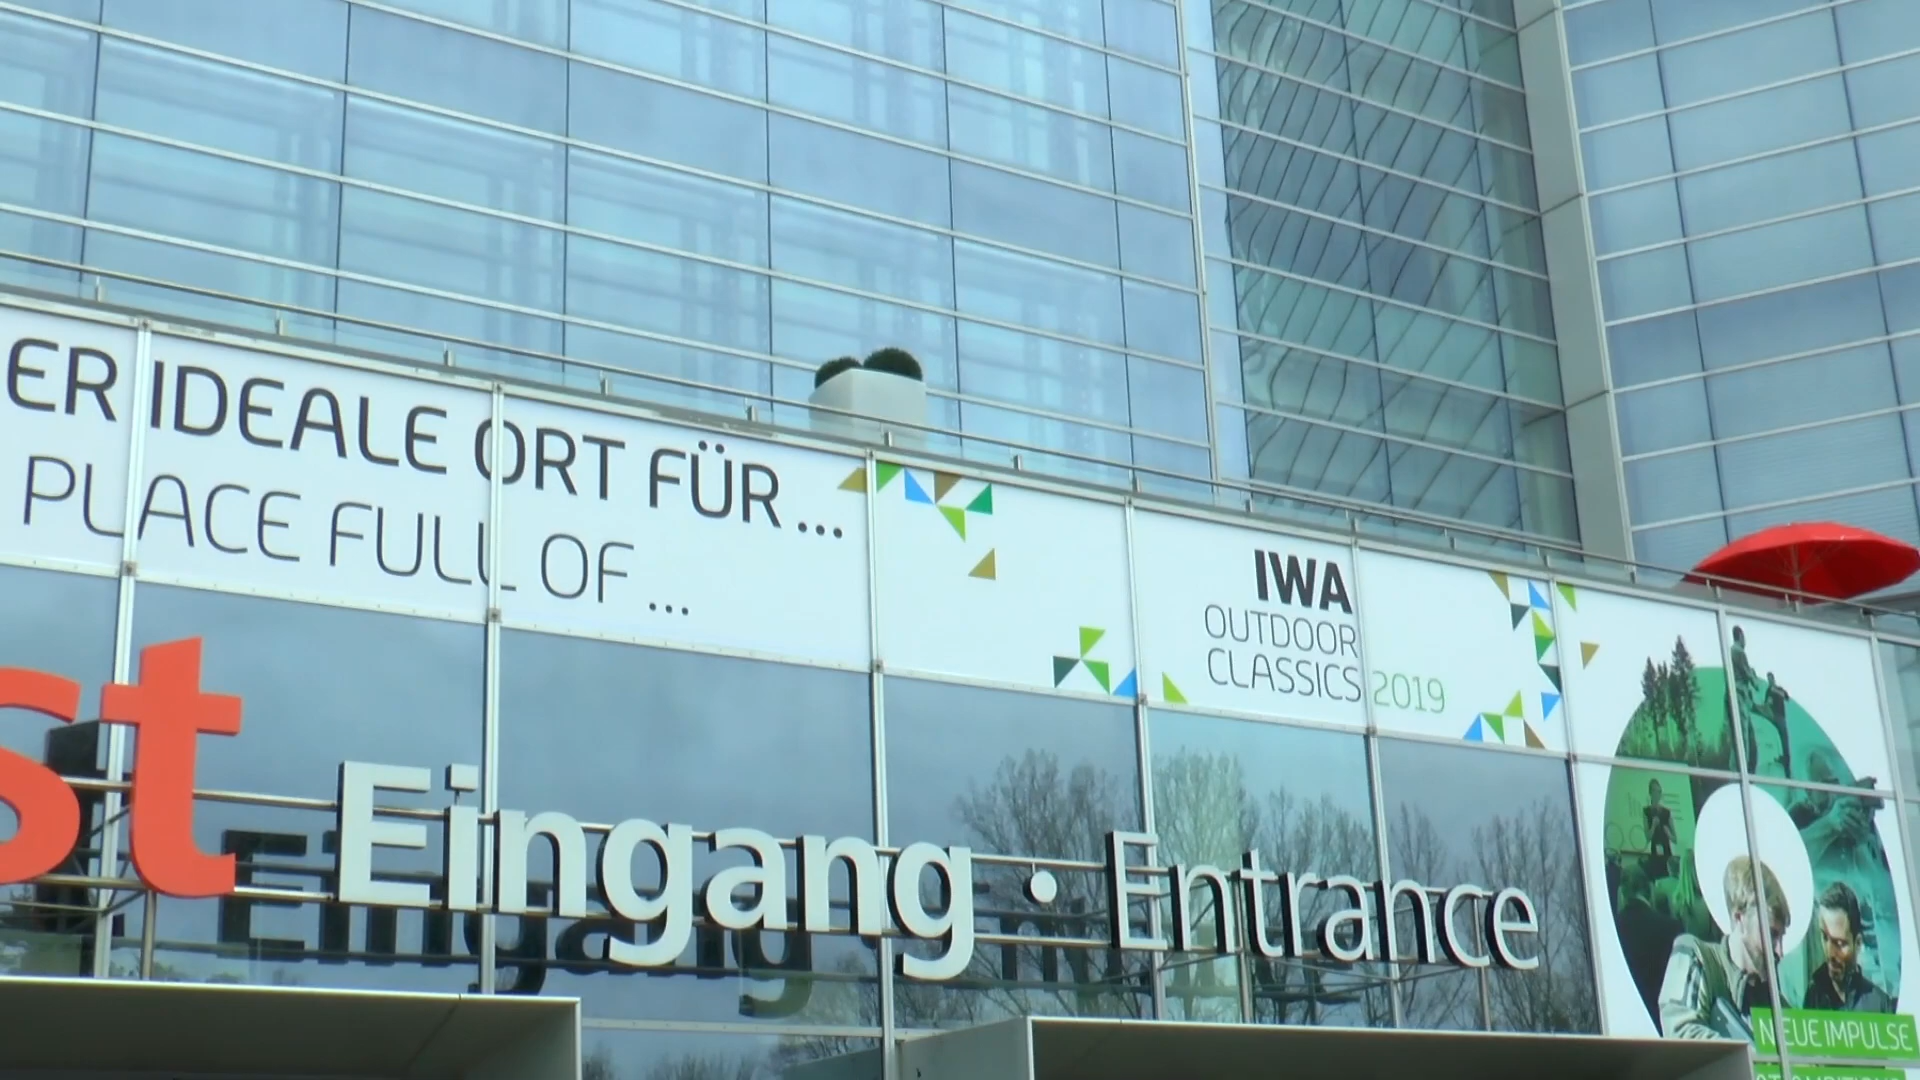 ER IDEALE ORT FÜR...
PLACE FULL OF...
IWA
OUTDOOR
CLASSICS 2019
st Eingang · Entrance
NEUE IMPULSE